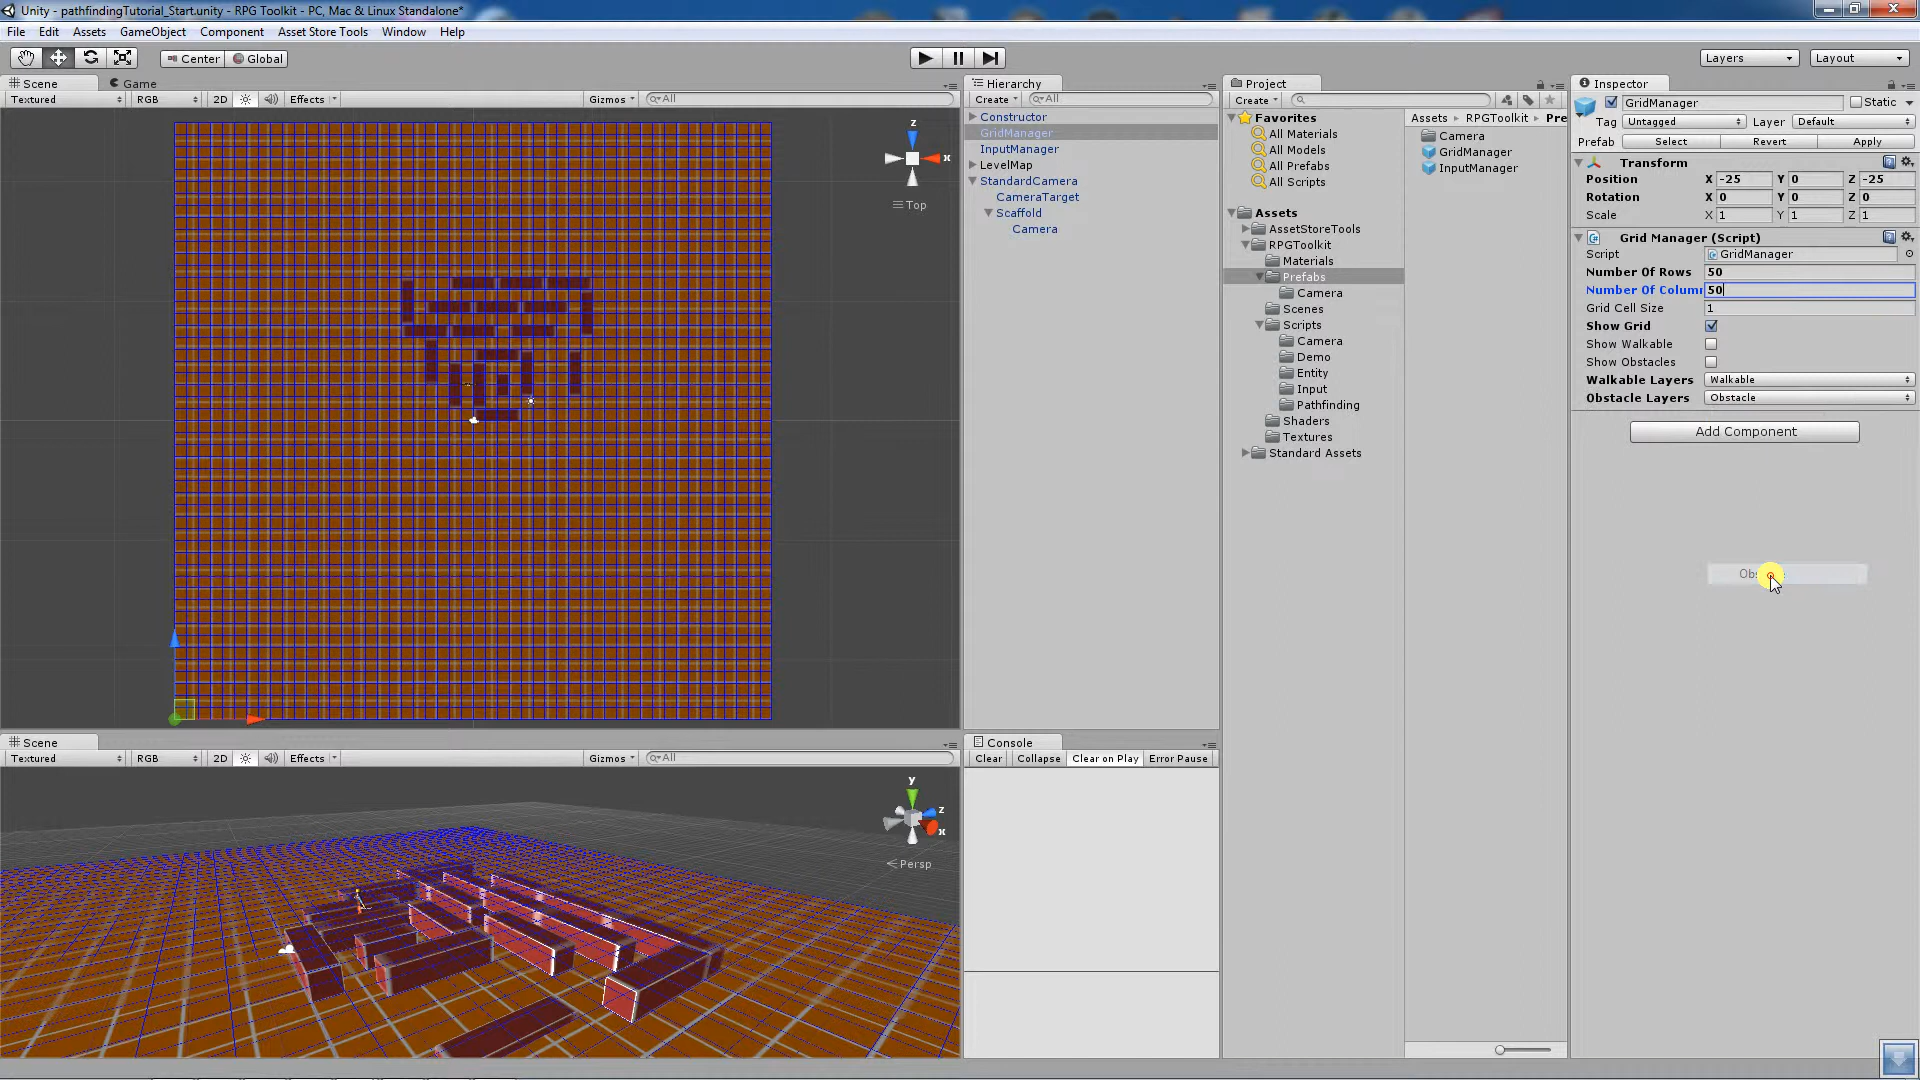 Unity - pathfindingTutorial_Start.unity - RPG Toolkit - PC, Mac & Linux Standalone*
File Edit Assets GameObject Component Asset Store Tools Window Help
Center Global Layers Layout
Scene Game
Textured RGB 2D Effects Gizmos All
z
x
Top
Hierarchy
Create All
Constructor
GridManager
InputManager
LevelMap
StandardCamera
CameraTarget
Scaffold
Camera
Project
Create
Favorites
All Materials
All Models
All Prefabs
All Scripts
Assets
AssetStoreTools
RPGToolkit
Materials
Prefabs
Camera
Scenes
Scripts
Camera
Demo
Entity
Input
Pathfinding
Shaders
Textures
Standard Assets
Assets RPGToolkit Pre
Camera
GridManager
InputManager
Inspector
GridManager Static
Tag Untagged Layer Default
Prefab Select Revert Apply
Transform
Position X -25 Y 0 Z -25
Rotation X 0 Y 0 Z 0
Scale X 1 Y 1 Z 1
Grid Manager (Script)
Script GridManager
Number Of Rows 50
Number Of Colum 50
Grid Cell Size 1
Show Grid
Show Walkable
Show Obstacles
Walkable Layers Walkable
Obstacle Layers Obstacle
Add Component
Scene
Textured RGB 2D Effects Gizmos All
y
z
x
Persp
Console
Clear Collapse Clear on Play Error Pause